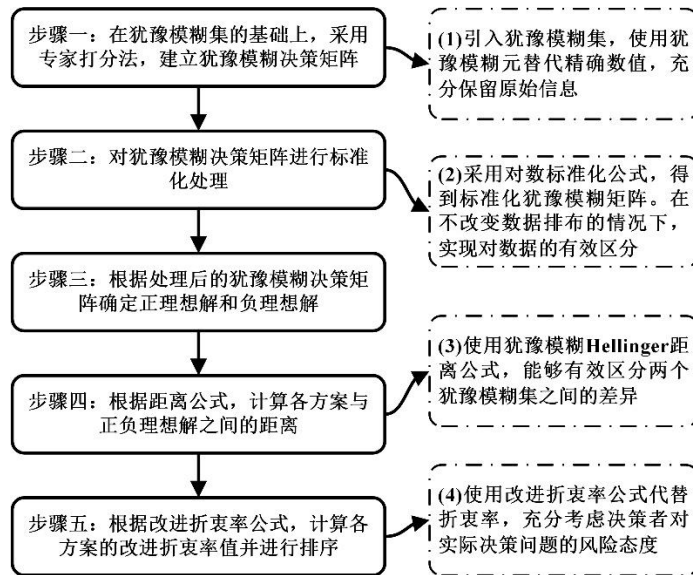 步骤一：在犹豫模糊集的基础上，采用
专家打分法，建立犹豫模糊决策矩阵
(1)引入犹豫模糊集，使用犹
豫模糊元替代精确数值，充
分保留原始信息
步骤二：对犹豫模糊决策矩阵进行标准
化处理
(2)采用对数标准化公式，得
到标准化犹豫模糊矩阵。在
不改变数据排布的情况下，
实现对数据的有效区分
步骤三：根据处理后的犹豫模糊决策矩
阵确定正理想解和负理想解
(3)使用犹豫模糊Hellinger距
离公式，能够有效区分两个
犹豫模糊集之间的差异
步骤四：根据距离公式，计算各方案与
正负理想解之间的距离
步骤五：根据改进折衷率公式，计算各
方案的改进折衷率值并进行排序
(4)使用改进折衷率公式代替
折衷率，充分考虑决策者对
实际决策问题的风险态度